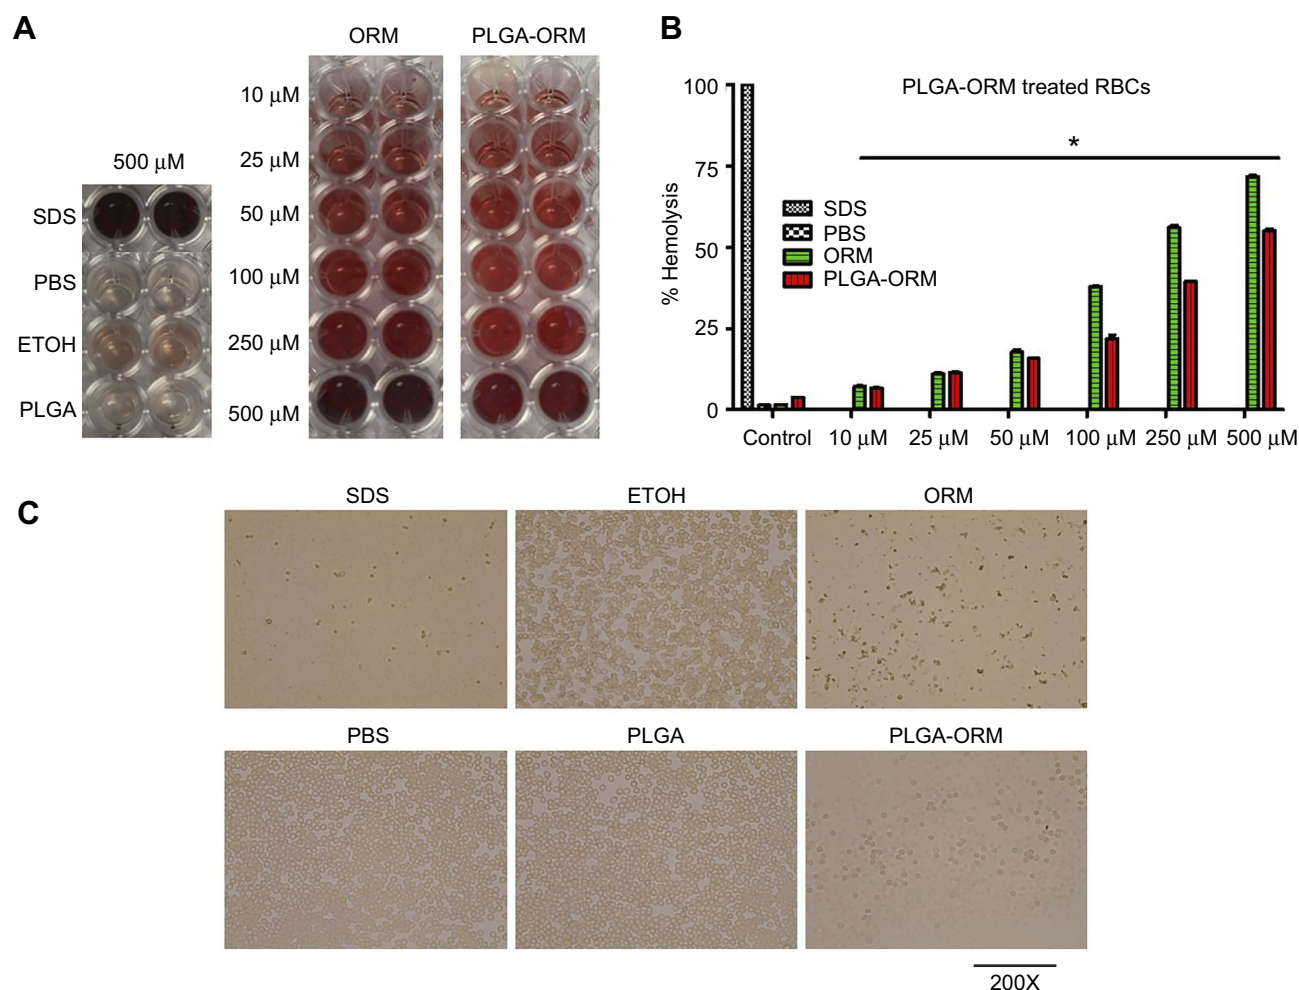 A
ORM
PLGA-ORM
500 μM
SDS
PBS
ETOH
PLGA
10 μM
25 μM
50 μM
100 μM
250 μM
500 μM
B
PLGA-ORM treated RBCs
*
% Hemolysis
100
75
50
25
0
SDS
PBS
ORM
PLGA-ORM
Control 10 μM 25 μM 50 μM 100 μM 250 μM 500 μM
C
SDS
ETOH
ORM
PBS
PLGA
PLGA-ORM
200X